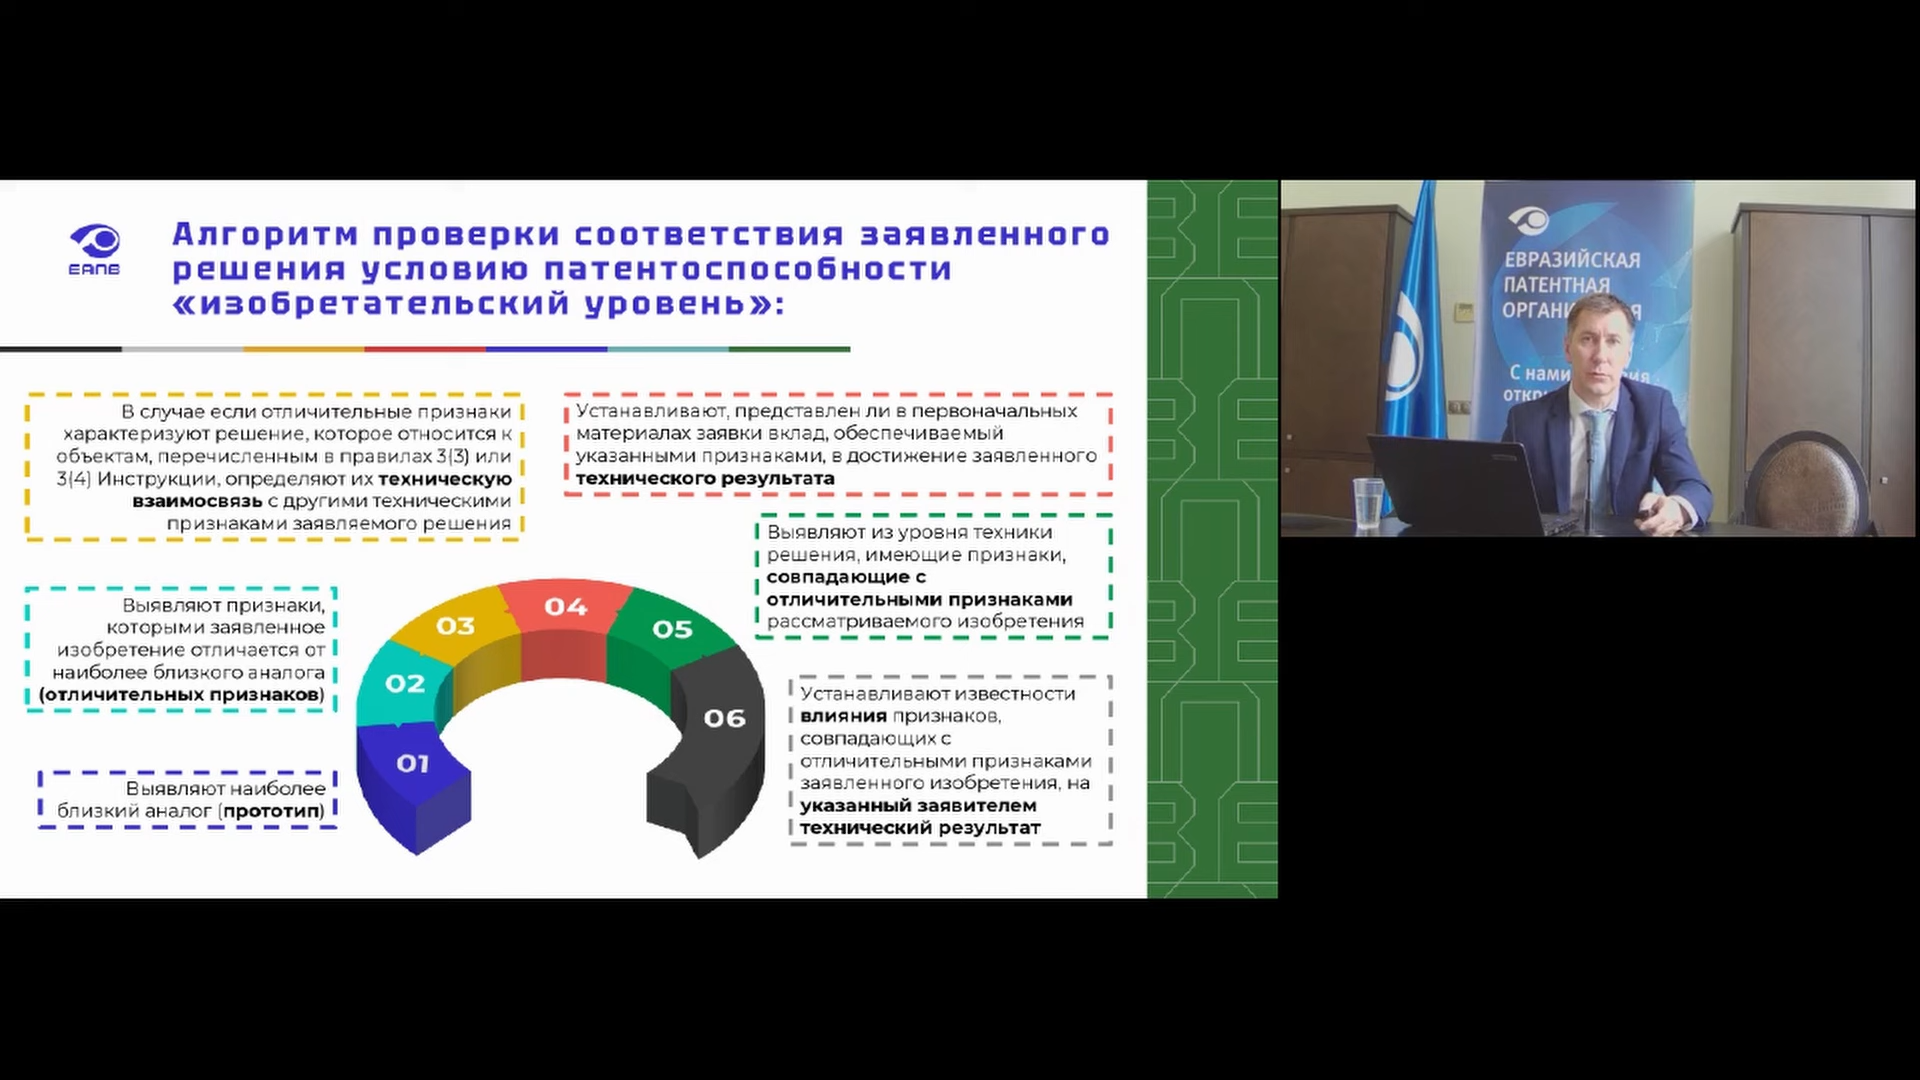 ЕАПВ
Алгоритм проверки соответствия заявленного
решения условию патентоспособности
«изобретательский уровень»:
В случае если отличительные признаки
характеризуют решение, которое относится к
объектам, перечисленным в правилах 3(3) или
3(4) Инструкции, определяют их техническую
взаимосвязь с другими техническими
признаками заявляемого решения
Устанавливают, представлен ли в первоначальных
материалах заявки вклад, обеспечиваемый
указанными признаками, в достижение заявленного
технического результата
Выявляют из уровня техники
решения, имеющие признаки,
совпадающие с
отличительными признаками
рассматриваемого изобретения
Выявляют признаки,
которыми заявленное
изобретение отличается от
наиболее близкого аналога
(отличительных признаков)
Выявляют наиболее
близкий аналог (прототип)
01
02
03
04
05
06
Устанавливают известности
влияния признаков,
совпадающих с
отличительными признаками
заявленного изобретения, на
указанный заявителем
технический результат
ЕВРАЗИЙСКАЯ
ПАТЕНТНАЯ
С нами